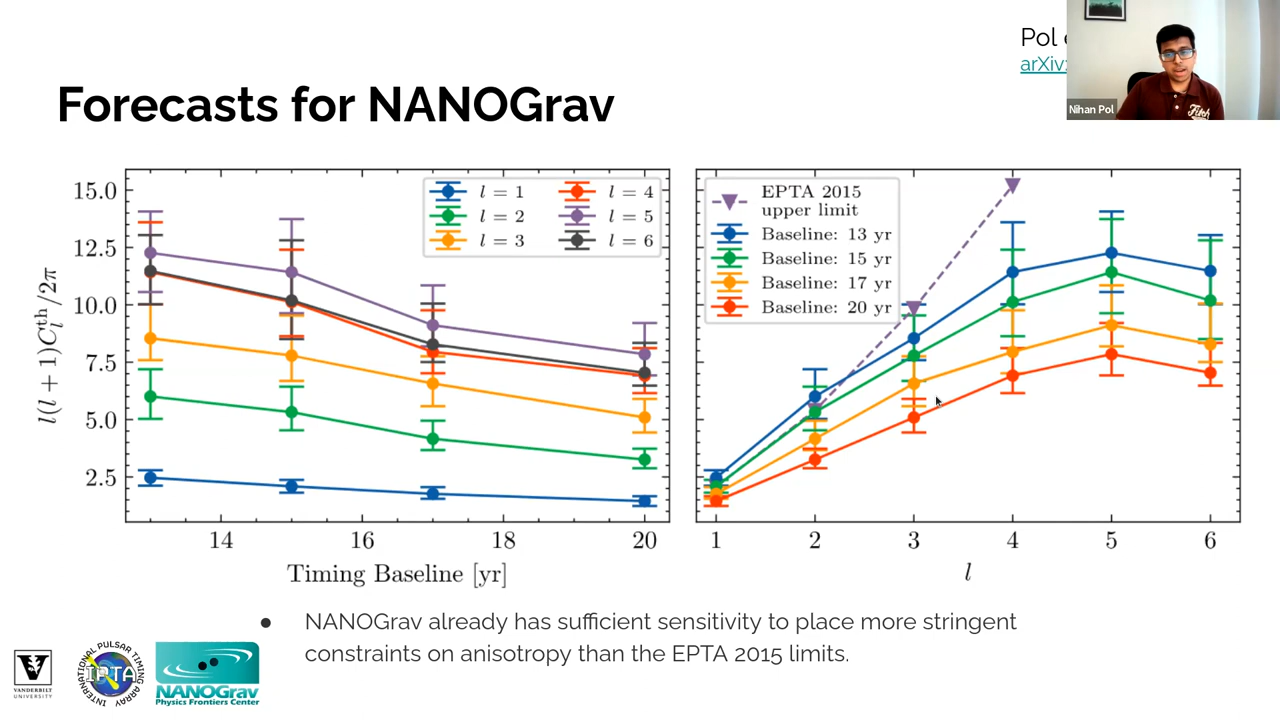 Pol
arXiv:
Nihan Pol
Fitch
Forecasts for NANOGrav
l(l + 1)C_l^th/2π
15.0
12.5
10.0
7.5
5.0
2.5
l = 1
l = 2
l = 3
l = 4
l = 5
l = 6
14
16
18
20
Timing Baseline [yr]
EPTA 2015
upper limit
Baseline: 13 yr
Baseline: 15 yr
Baseline: 17 yr
Baseline: 20 yr
1
2
3
4
5
6
l
● NANOGrav already has sufficient sensitivity to place more stringent
constraints on anisotropy than the EPTA 2015 limits.
V
VANDERBILT
UNIVERSITY
INTERNATIONAL PULSAR TIMING ARRAY
IPTA
NANOGrav
Physics Frontiers Center